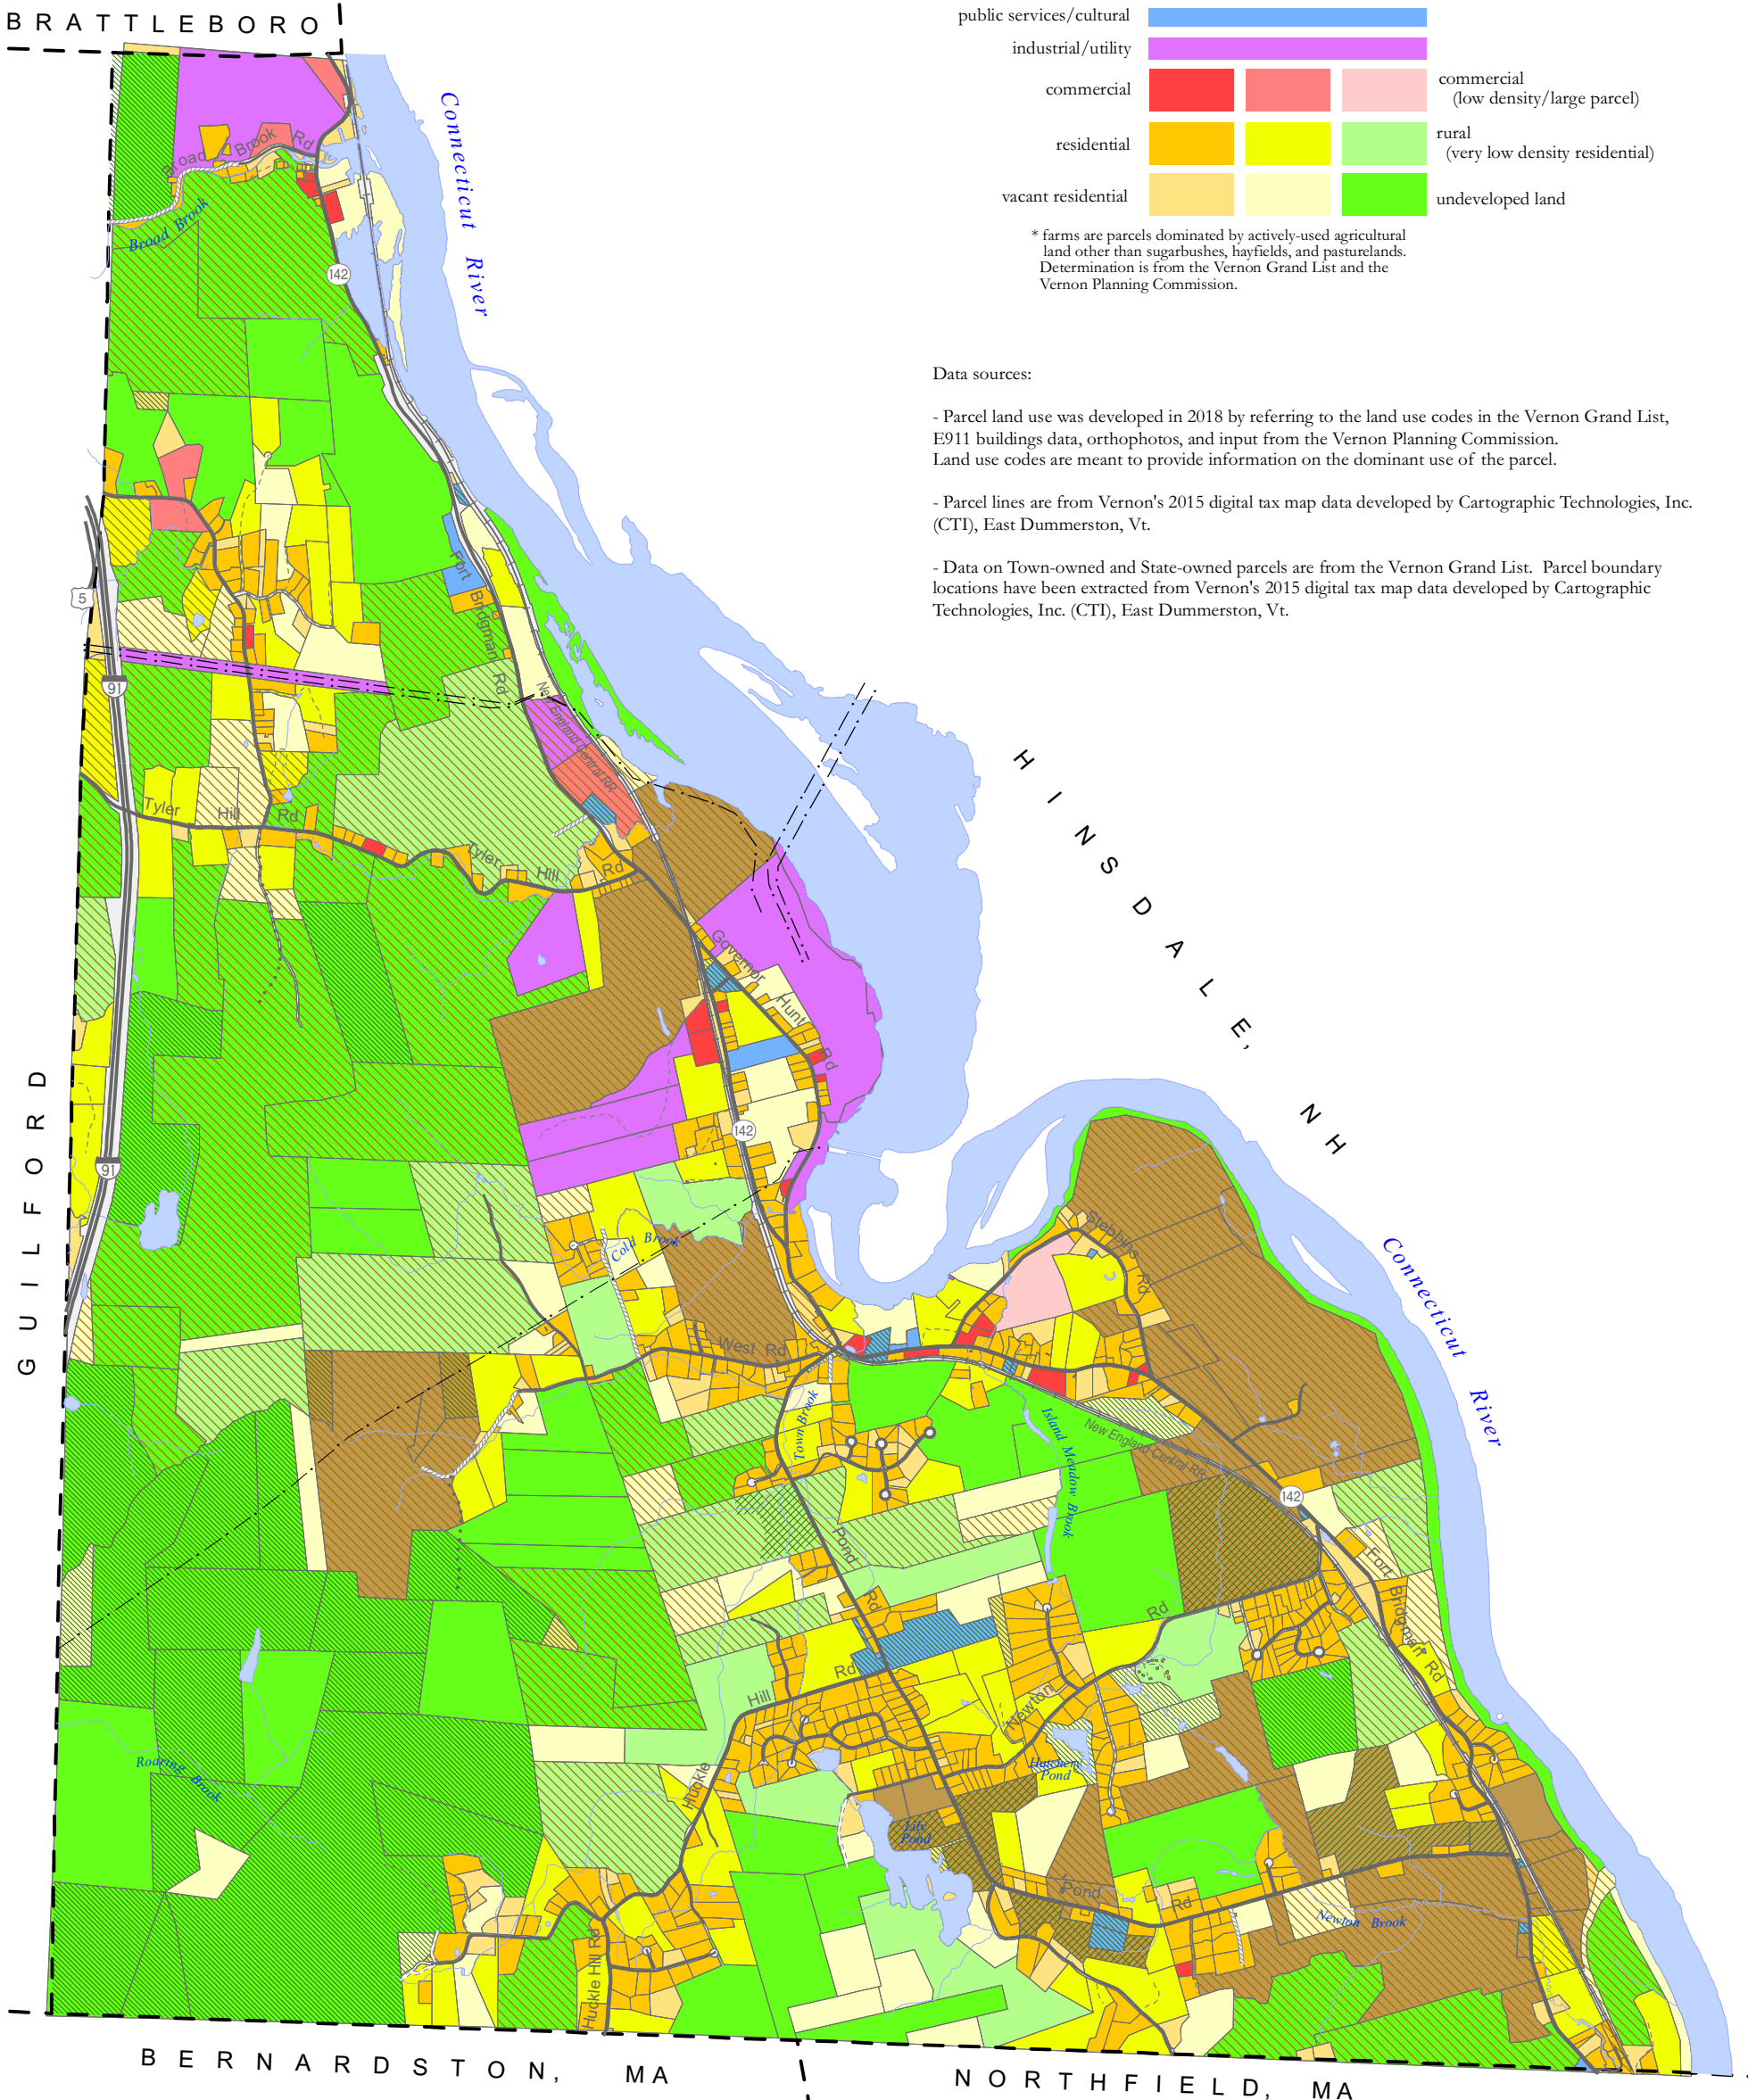 BRATTLEBORO
public services/cultural
industrial/utility
commercial
commercial
(low density/large parcel)
residential
rural
(very low density residential)
vacant residential
undeveloped land
* farms are parcels dominated by actively-used agricultural
land other than sugarbushes, hayfields, and pasturelands.
Determination is from the Vernon Grand List and the
Vernon Planning Commission.
Data sources:
- Parcel land use was developed in 2018 by referring to the land use codes in the Vernon Grand List,
E911 buildings data, orthophotos, and input from the Vernon Planning Commission.
Land use codes are meant to provide information on the dominant use of the parcel.
- Parcel lines are from Vernon's 2015 digital tax map data developed by Cartographic Technologies, Inc.
(CTI), East Dummerston, Vt.
- Data on Town-owned and State-owned parcels are from the Vernon Grand List.  Parcel boundary
locations have been extracted from Vernon's 2015 digital tax map data developed by Cartographic
Technologies, Inc. (CTI), East Dummerston, Vt.
Connecticut River
Broad Brook Rd
Broad Brook
142
5
Fort Bridgman Rd
91
New England Central RR
Tyler Hill Rd
Tyler Hill Rd
HINSDALE, NH
Governor Hunt Rd
GUILFORD
142
91
Stebbins Rd
Cold Brook
Connecticut River
West Rd
Town Brook
Island Meadow Brook
New England Central RR
142
Pond Rd
Fort Bridgman Rd
Rd
Newton
Hill Rd
Huckle
Hatchery
Pond
Roaring Brook
Lily
Pond
Pond Rd
Newton Brook
Huckle Hill Rd
BERNARDSTON, MA
NORTHFIELD, MA